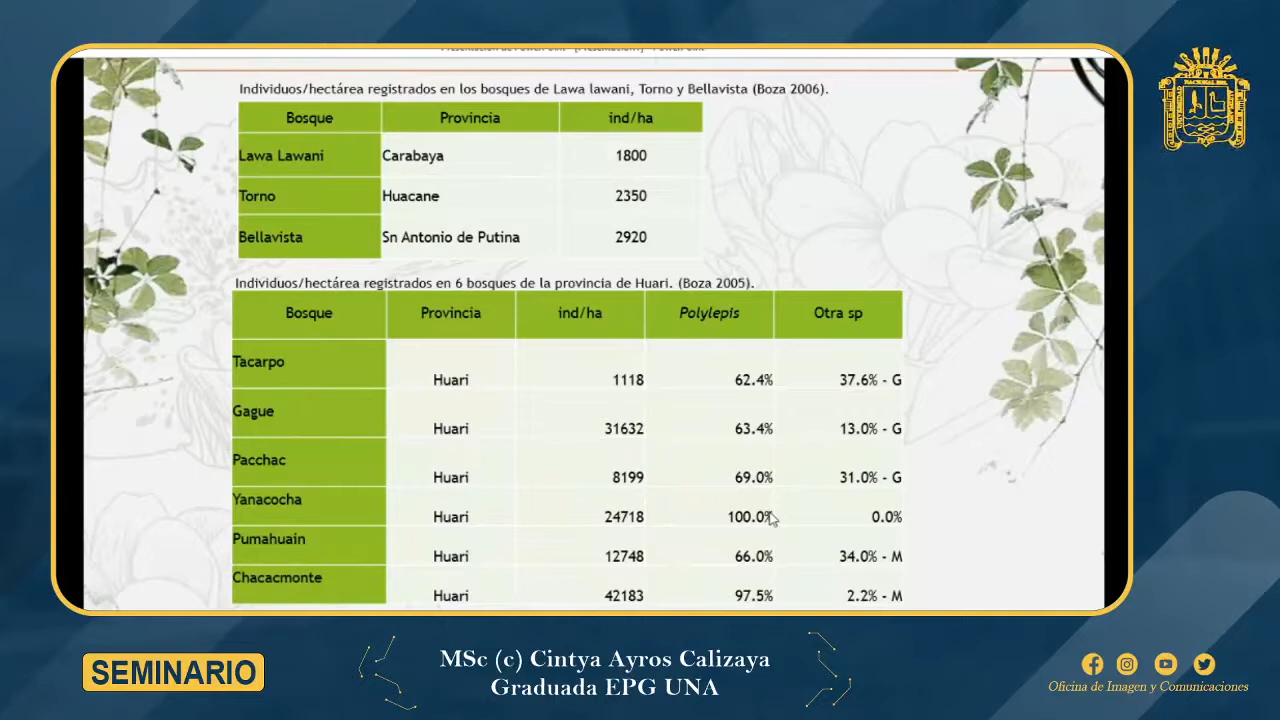 Individuos/hectárea registrados en los bosques de Lawa lawani, Torno y Bellavista (Boza 2006).
Bosque Provincia ind/ha
Lawa Lawani Carabaya 1800
Torno Huacane 2350
Bellavista Sn Antonio de Putina 2920
Individuos/hectárea registrados en 6 bosques de la provincia de Huari. (Boza 2005).
Bosque Provincia ind/ha Polylepis Otra sp
Tacarpo Huari 1118 62.4% 37.6% - G
Gague Huari 31632 63.4% 13.0% - G
Pacchac Huari 8199 69.0% 31.0% - G
Yanacocha Huari 24718 100.0% 0.0%
Pumahuain Huari 12748 66.0% 34.0% - M
Chacacmonte Huari 42183 97.5% 2.2% - M
SEMINARIO
MSc (c) Cintya Ayros Calizaya
Graduada EPG UNA
Oficina de Imagen y Comunicaciones